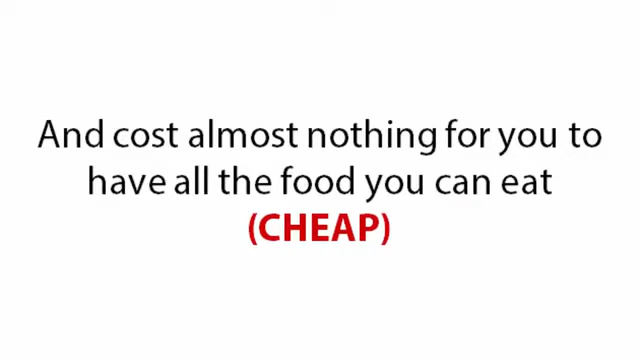 And cost almost nothing for you to
have all the food you can eat
(CHEAP)